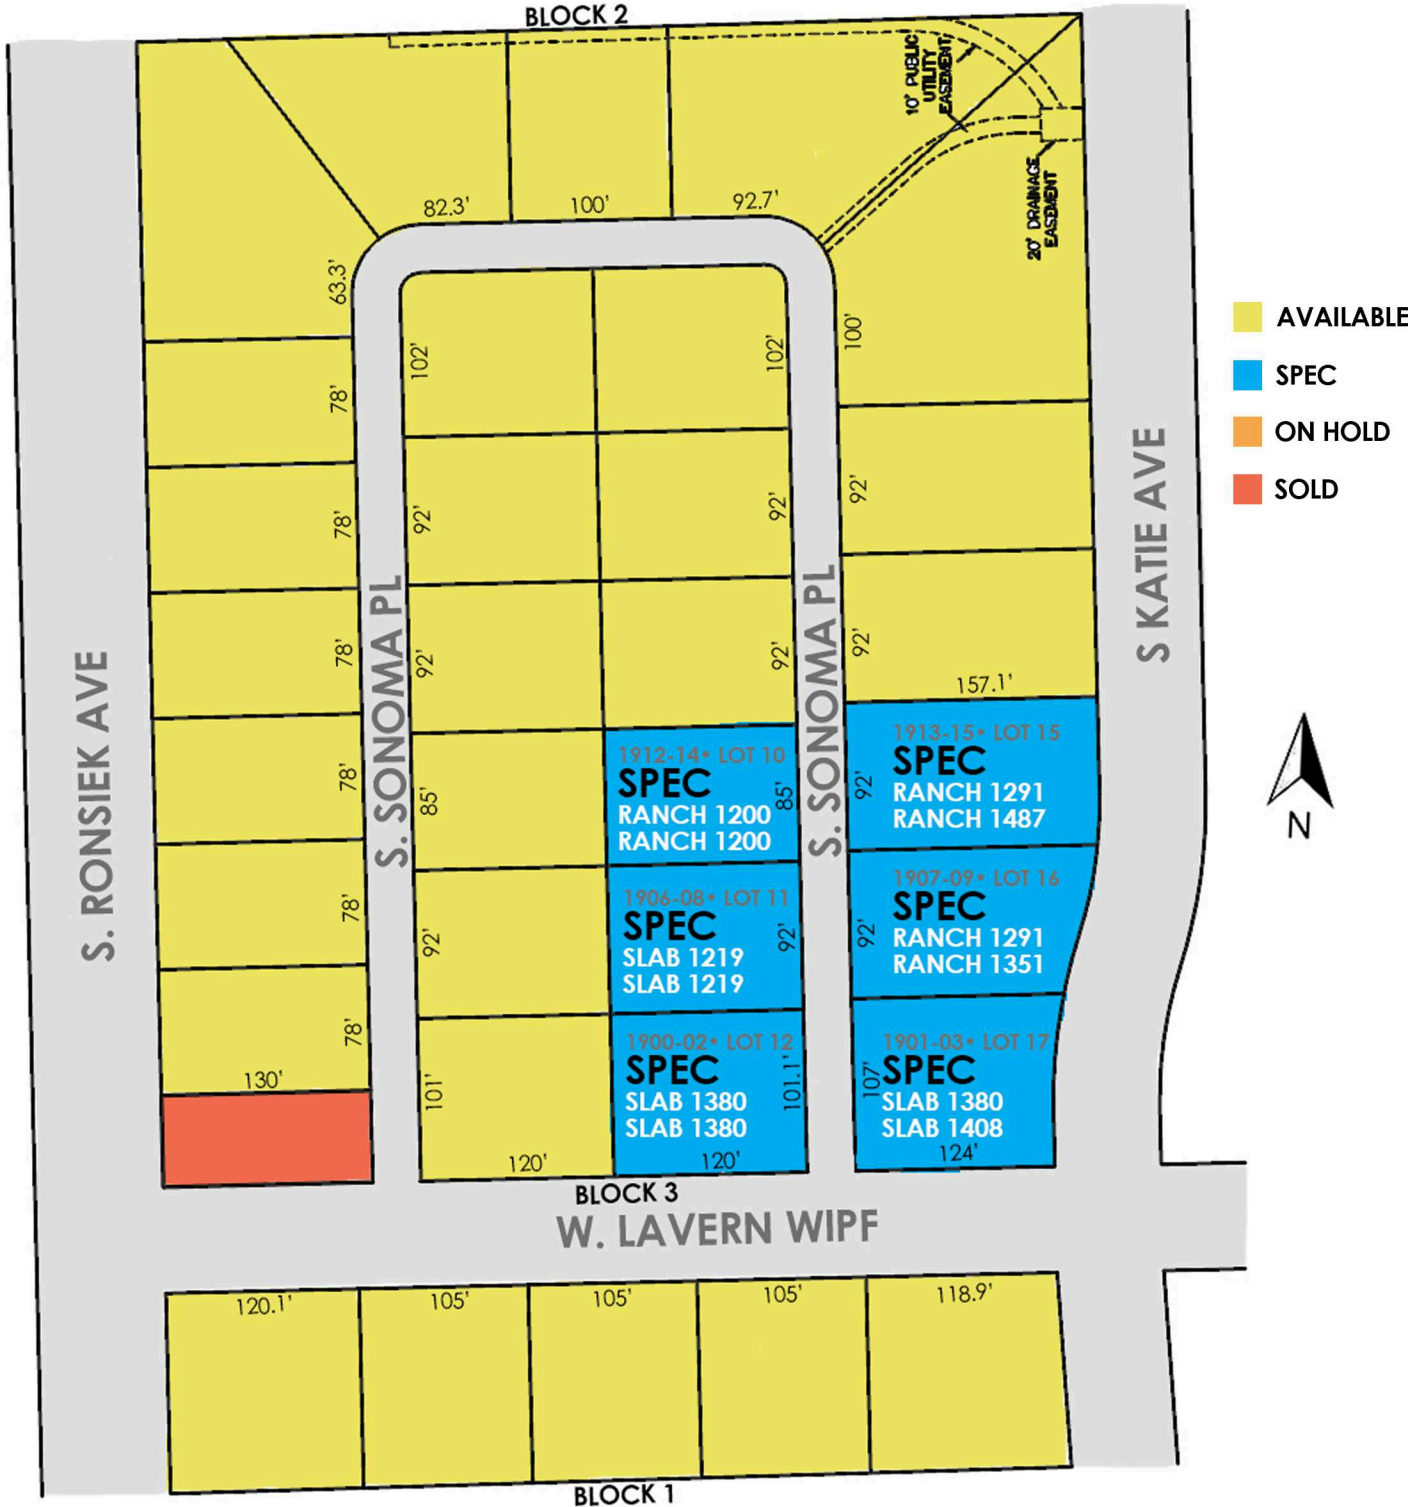 BLOCK 2
10' PUBLIC
UTILITY
EASEMENT
20' DRAINAGE
EASEMENT
82.3'
100'
92.7'
63.3'
102'
102'
100'
AVAILABLE
SPEC
ON HOLD
SOLD
78'
78'
78'
78'
78'
78'
92'
92'
92'
92'
92'
92'
S KATIE AVE
S. SONOMA PL
S. SONOMA PL
S. RONSIEK AVE
157.1'
85'
92'
101'
1912-14• LOT 10
SPEC
RANCH 1200
RANCH 1200
85'
1913-15• LOT 15
SPEC
RANCH 1291
RANCH 1487
92'
N
1906-08• LOT 11
SPEC
SLAB 1219
SLAB 1219
92'
1907-09• LOT 16
SPEC
RANCH 1291
RANCH 1351
92'
1900-02• LOT 12
SPEC
SLAB 1380
SLAB 1380
101.1'
120'
1901-03• LOT 17
SPEC
SLAB 1380
SLAB 1408
107'
124'
130'
120'
BLOCK 3
W. LAVERN WIPF
120.1'
105'
105'
105'
118.9'
BLOCK 1